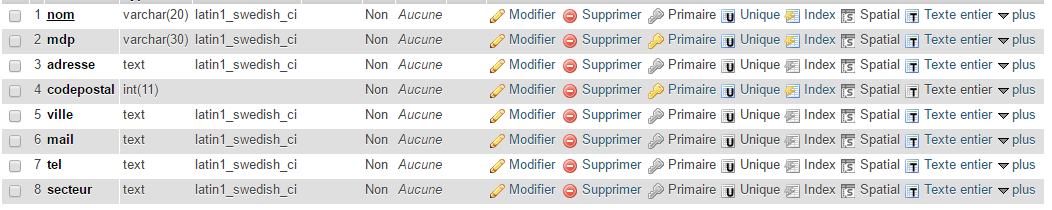 1 nom varchar(20) latin1_swedish_ci Non Aucune Modifier Supprimer Primaire Unique Index Spatial Texte entier plus
2 mdp varchar(30) latin1_swedish_ci Non Aucune Modifier Supprimer Primaire Unique Index Spatial Texte entier plus
3 adresse text latin1_swedish_ci Non Aucune Modifier Supprimer Primaire Unique Index Spatial Texte entier plus
4 codepostal int(11) Non Aucune Modifier Supprimer Primaire Unique Index Spatial Texte entier plus
5 ville text latin1_swedish_ci Non Aucune Modifier Supprimer Primaire Unique Index Spatial Texte entier plus
6 mail text latin1_swedish_ci Non Aucune Modifier Supprimer Primaire Unique Index Spatial Texte entier plus
7 tel text latin1_swedish_ci Non Aucune Modifier Supprimer Primaire Unique Index Spatial Texte entier plus
8 secteur text latin1_swedish_ci Non Aucune Modifier Supprimer Primaire Unique Index Spatial Texte entier plus